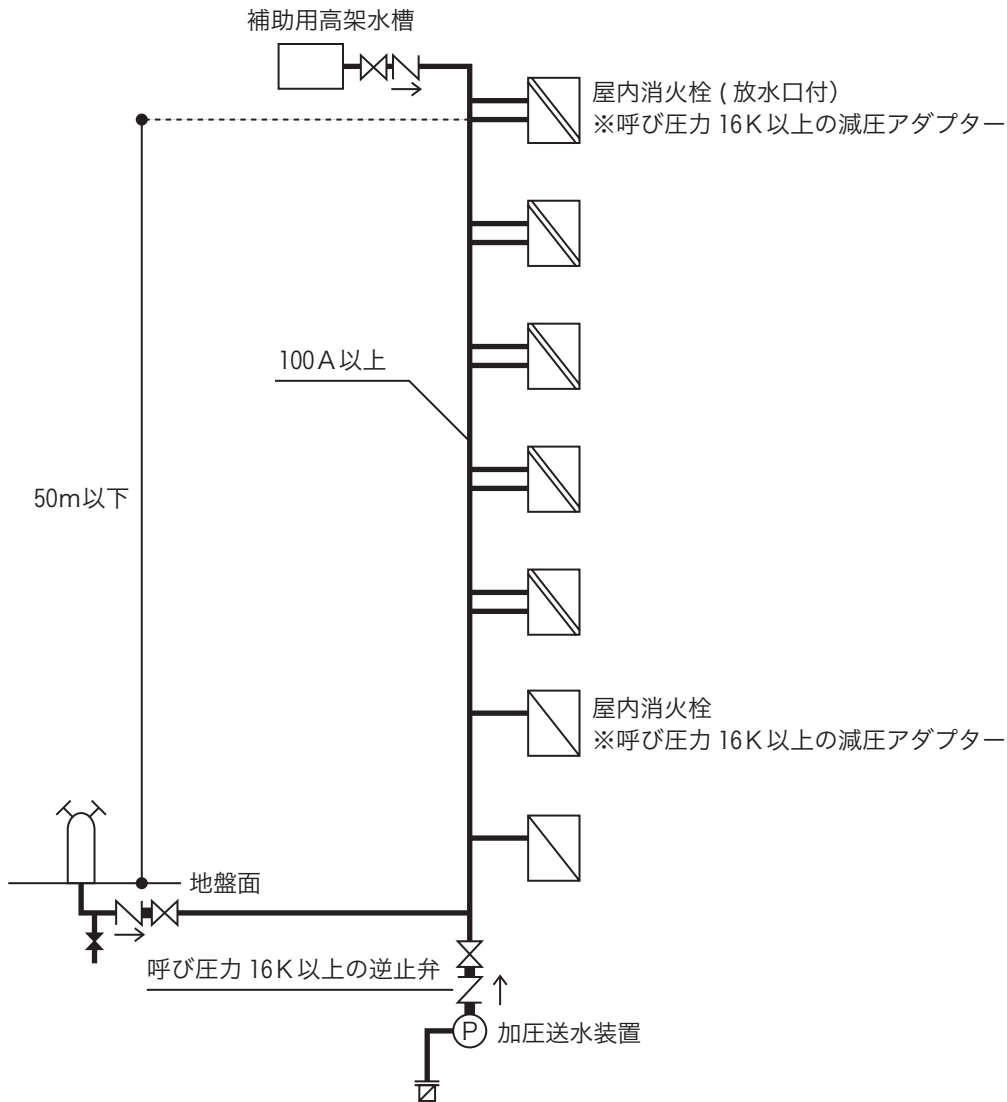 補助用高架水槽
屋内消火栓 ( 放水口付）
※呼び圧力 16K 以上の減圧アダプター
100A 以上
50m以下
屋内消火栓
※呼び圧力 16K 以上の減圧アダプター
地盤面
呼び圧力 16K 以上の逆止弁
P
加圧送水装置